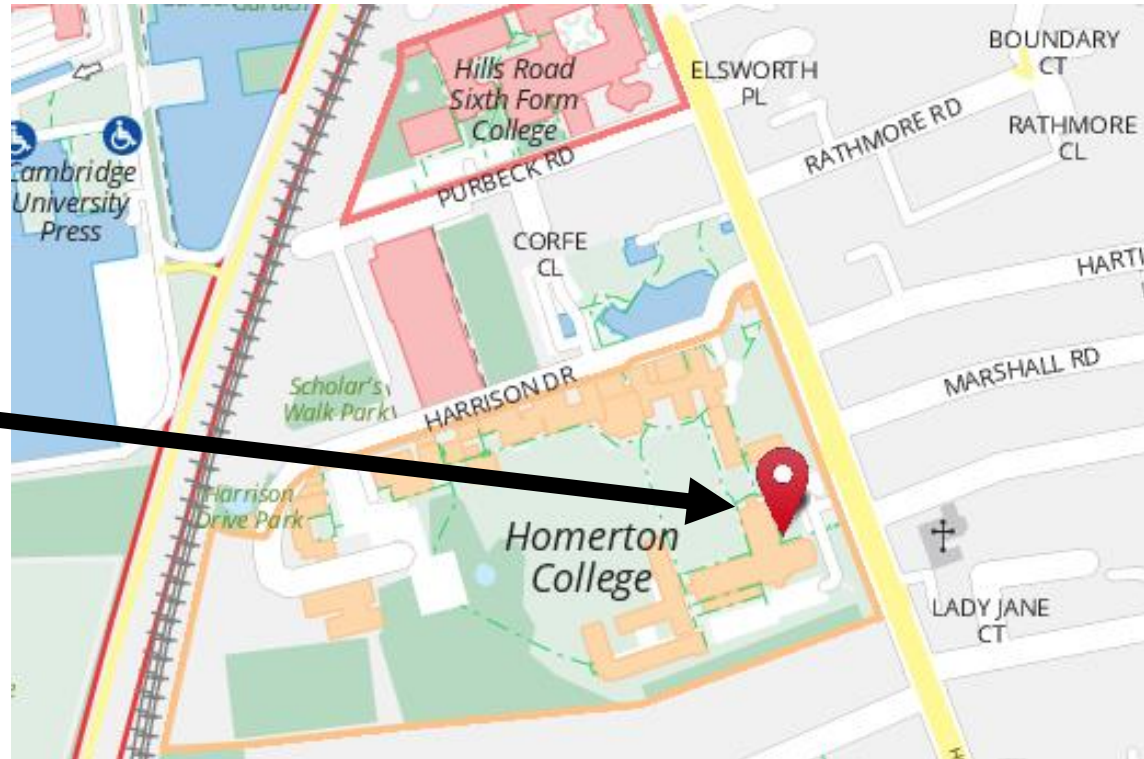 Garden
Hills Road
Sixth Form
College
ELSWORTH
PL
BOUNDARY
CT
RATHMORE RD
RATHMORE
CL
Cambridge
University
Press
PURBECK RD
CORFE
CL
HARTI
MARSHALL RD
Scholar's
Walk Park
HARRISON DR
Harrison
Drive Park
Homerton
College
LADY JANE
CT